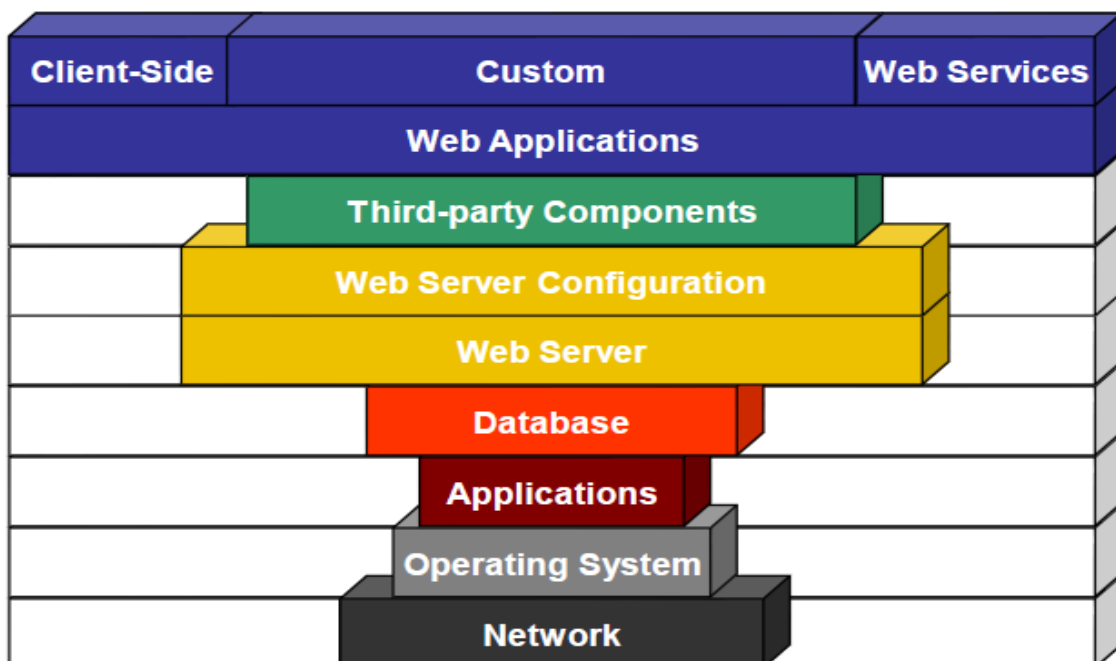 Client-Side Custom Web Services
Web Applications
Third-party Components
Web Server Configuration
Web Server
Database
Applications
Operating System
Network